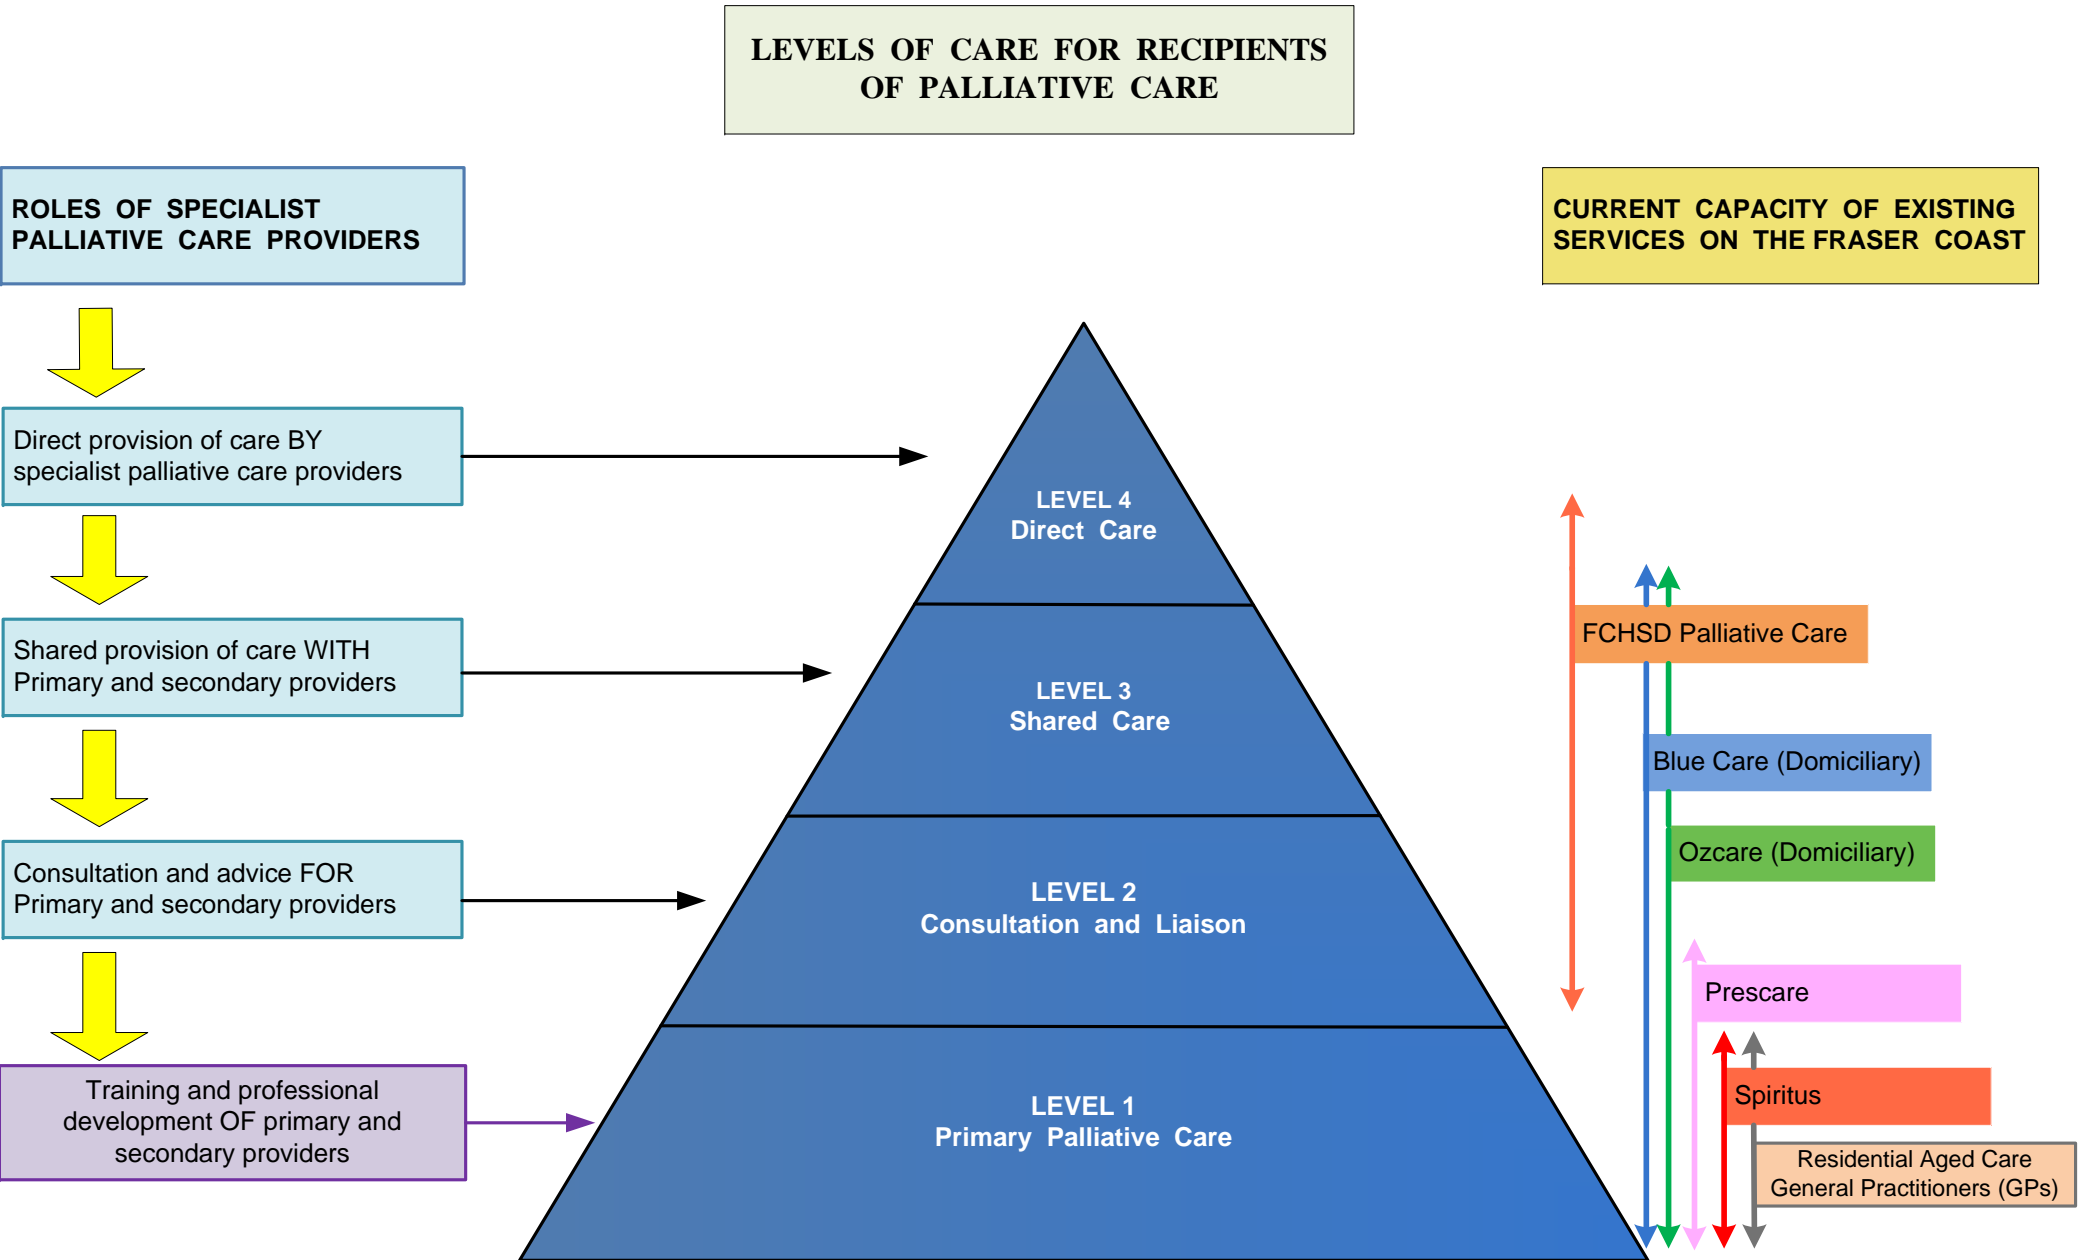 LEVELS OF CARE FOR RECIPIENTS
OF PALLIATIVE CARE
ROLES OF SPECIALIST
PALLIATIVE CARE PROVIDERS
Direct provision of care BY
specialist palliative care providers
Shared provision of care WITH
Primary and secondary providers
Consultation and advice FOR
Primary and secondary providers
Training and professional
development OF primary and
secondary providers
LEVEL 4
Direct Care
LEVEL 3
Shared Care
LEVEL 2
Consultation and Liaison
LEVEL 1
Primary Palliative Care
CURRENT CAPACITY OF EXISTING
SERVICES ON THE FRASER COAST
FCHSD Palliative Care
Blue Care (Domiciliary)
Ozcare (Domiciliary)
Prescare
Spiritus
Residential Aged Care
General Practitioners (GPs)